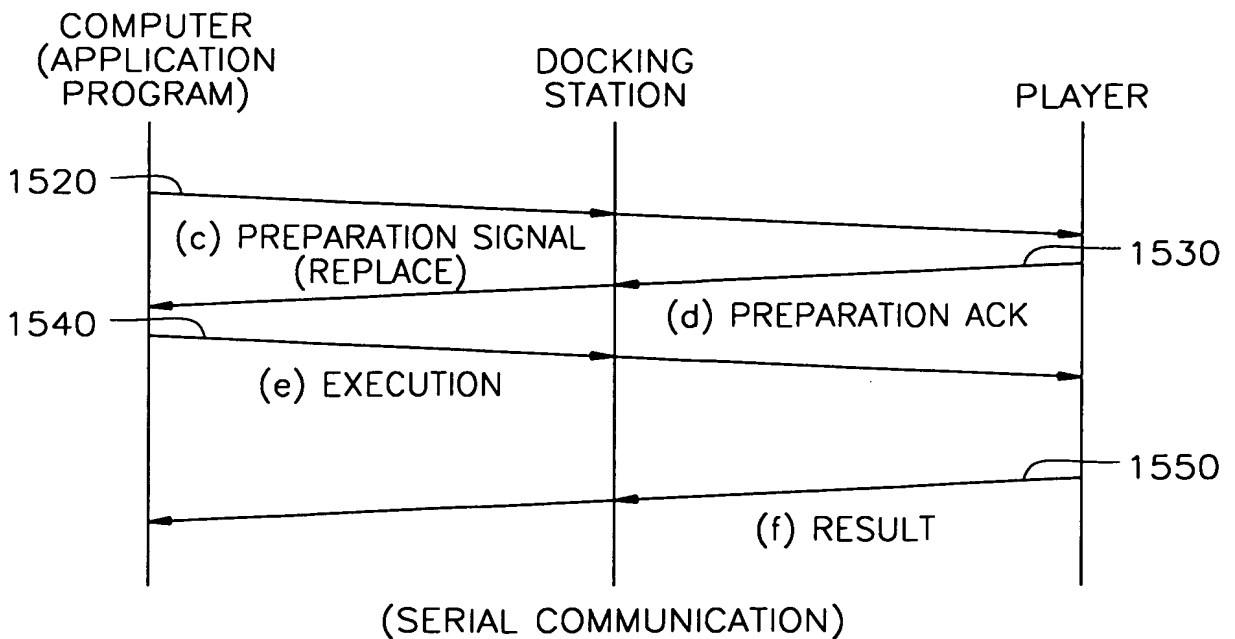 COMPUTER
(APPLICATION
PROGRAM)
DOCKING
STATION
PLAYER
1520
(c) PREPARATION SIGNAL
(REPLACE)
1530
(d) PREPARATION ACK
1540
(e) EXECUTION
1550
(f) RESULT
(SERIAL COMMUNICATION)